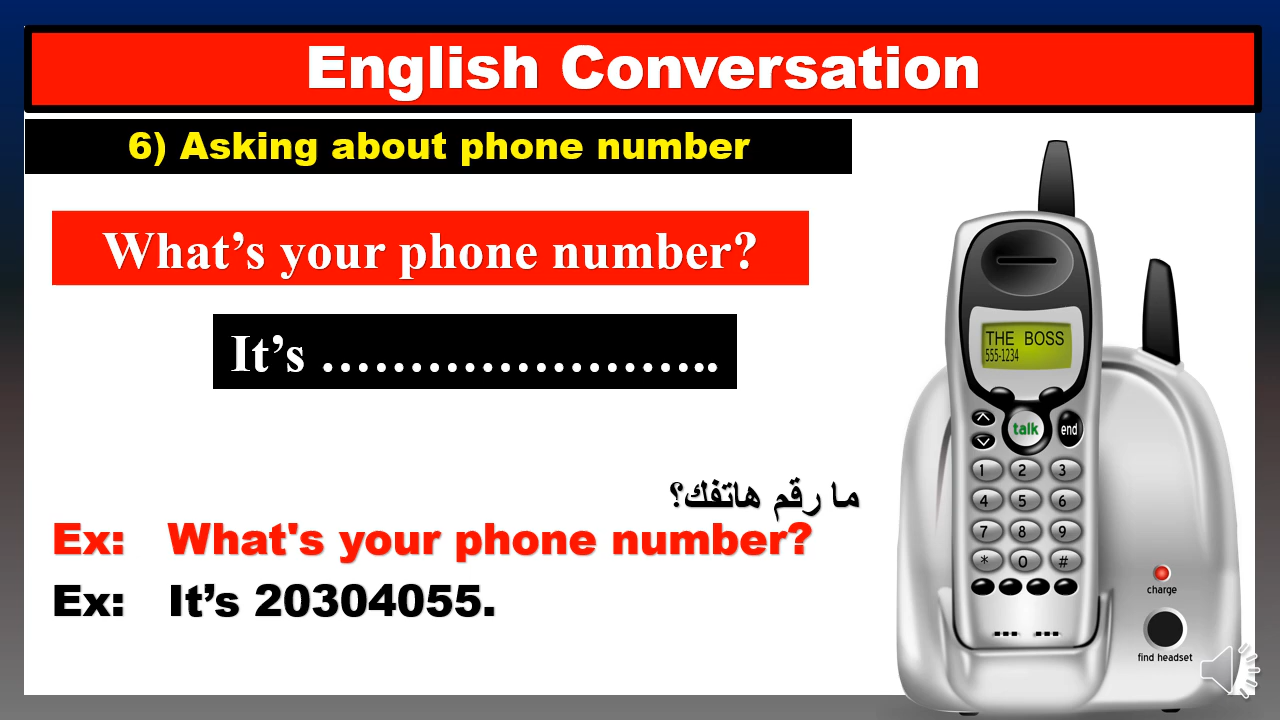 English Conversation
6) Asking about phone number
What’s your phone number?
It’s …………………..
ما رقم هاتفك؟
Ex: What's your phone number?
Ex: It’s 20304055.
THE BOSS
555-1234
talk
end
1 2 3
4 5 6
7 8 9
* 0 #
charge
find headset